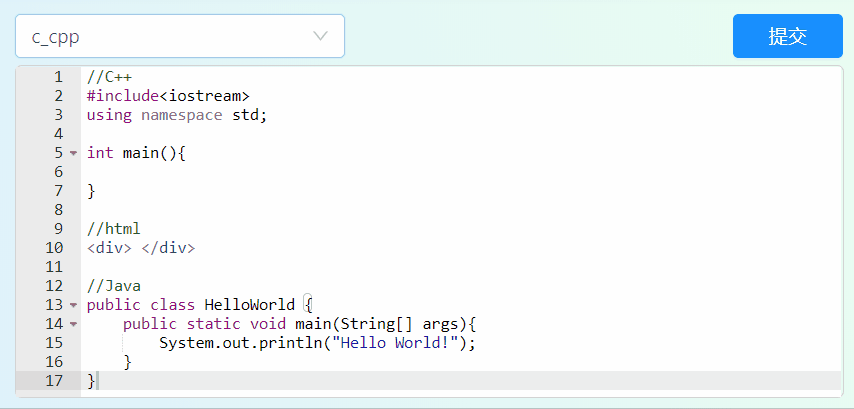 c_cpp
提交
1 //C++
2 #include<iostream>
3 using namespace std;
4
5 int main(){
6
7 }
8
9 //html
10 <div> </div>
11
12 //Java
13 public class HelloWorld {
14     public static void main(String[] args){
15         System.out.println("Hello World!");
16     }
17 }